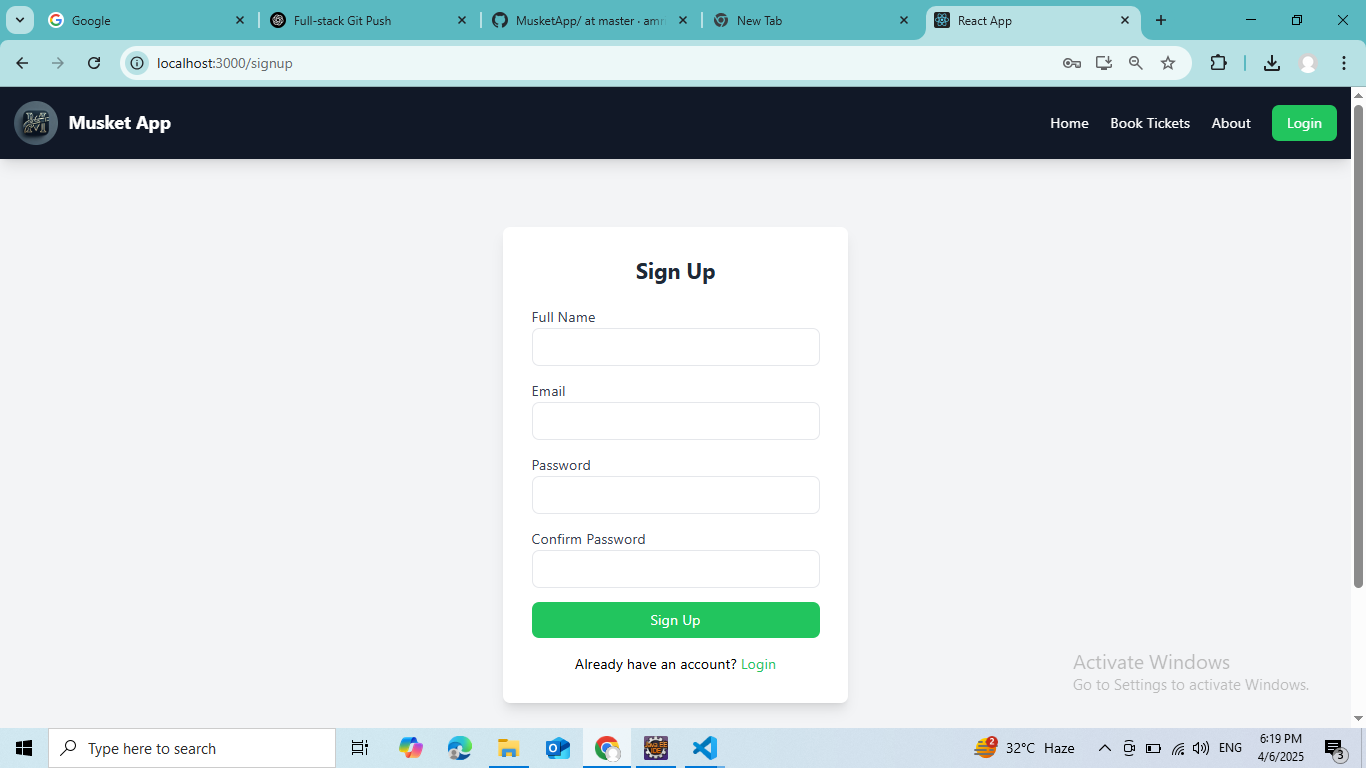 Google
Full-stack Git Push
MusketApp/ at master · amr
New Tab
React App
localhost:3000/signup
Musket App
Home
Book Tickets
About
Login
Sign Up
Full Name
Email
Password
Confirm Password
Sign Up
Already have an account? Login
Activate Windows
Go to Settings to activate Windows.
Type here to search
2
32°C Haze
ENG
6:19 PM
4/6/2025
3